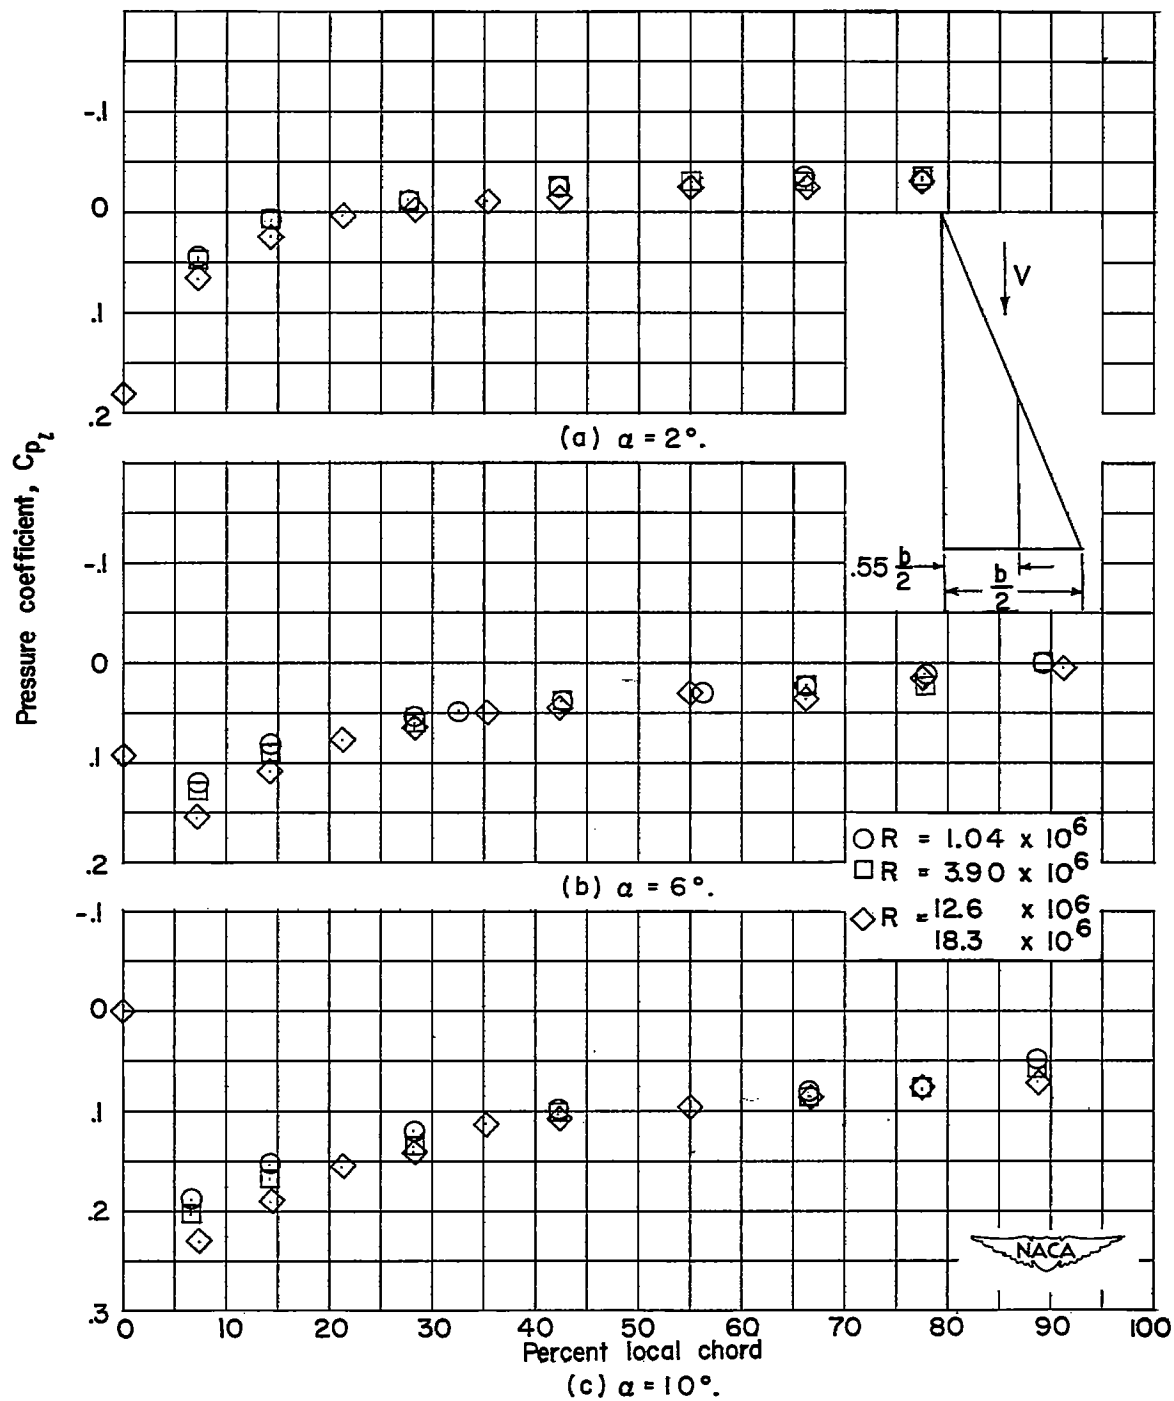 Pressure coefficient, Cpl
-.1
0
.1
.2
V
(a) α = 2°.
-.1
0
.1
.2
.55 b/2
b/2
(b) α = 6°.
○ R = 1.04 x 10⁶
□ R = 3.90 x 10⁶
◇ R = 12.6 x 10⁶
18.3 x 10⁶
-.1
0
.1
.2
.3
NACA
0 10 20 30 40 50 60 70 80 90 100
Percent local chord
(c) α = 10°.